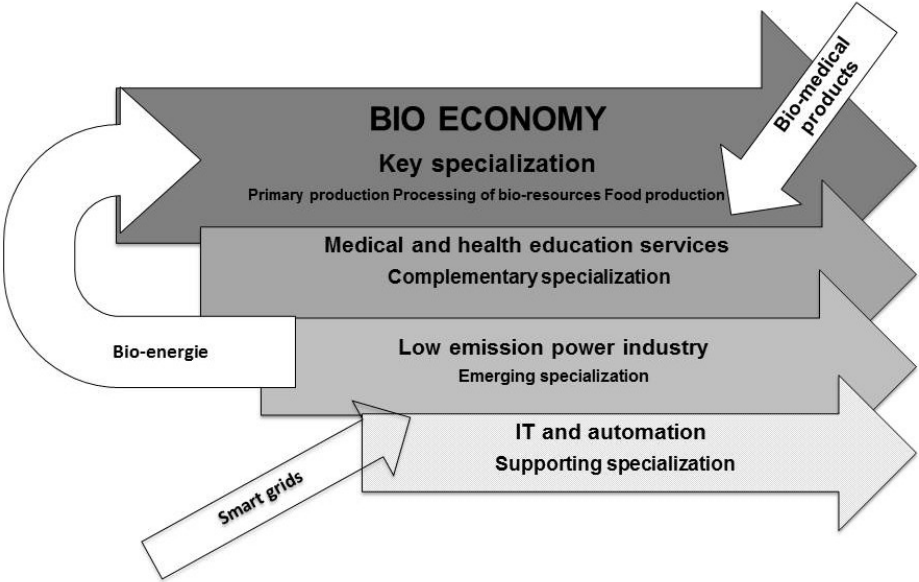 BIO ECONOMY
Key specialization
Primary production Processing of bio-resources Food production
Bio-medical
products
Medical and health education services
Complementary specialization
Bio-energie
Low emission power industry
Emerging specialization
IT and automation
Supporting specialization
Smart grids